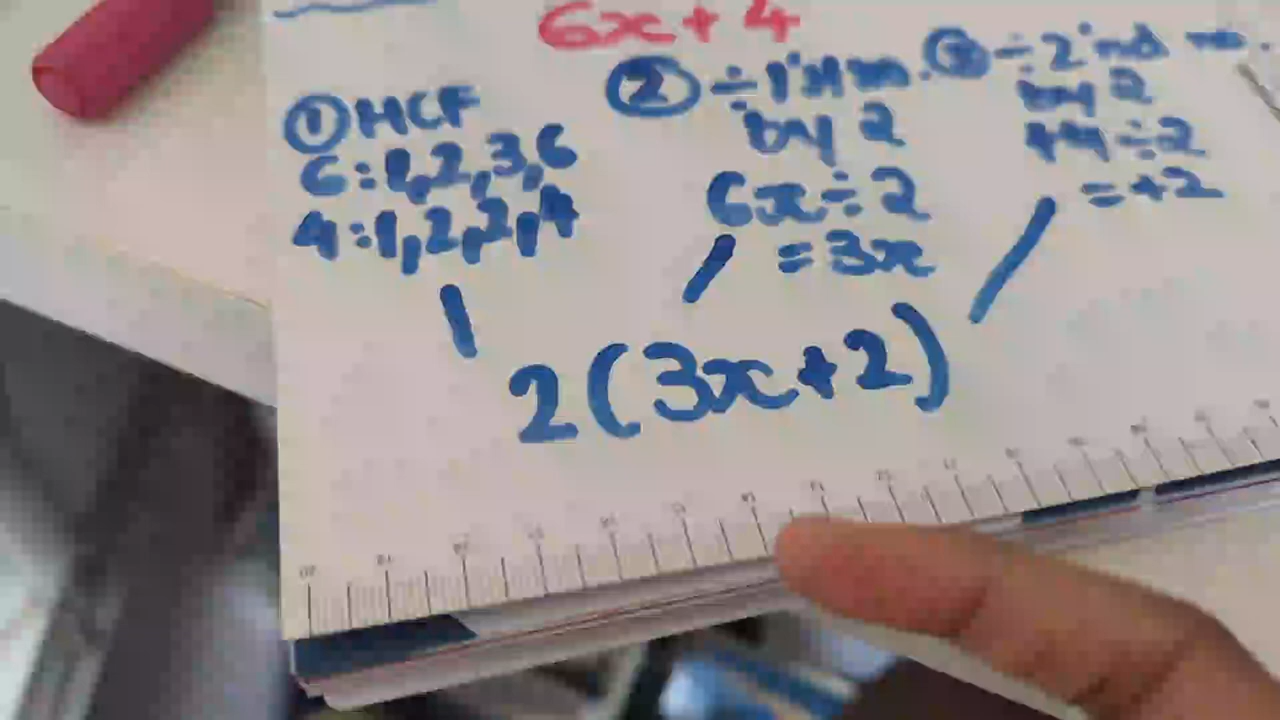 6x + 4
① HCF
6:1,2,3,6
4:1,2,2,4
② ÷ 1st no.
by 2
6x÷2
=3x
③ ÷ 2nd no.
by 2
+4÷2
=+2
2(3x+2)